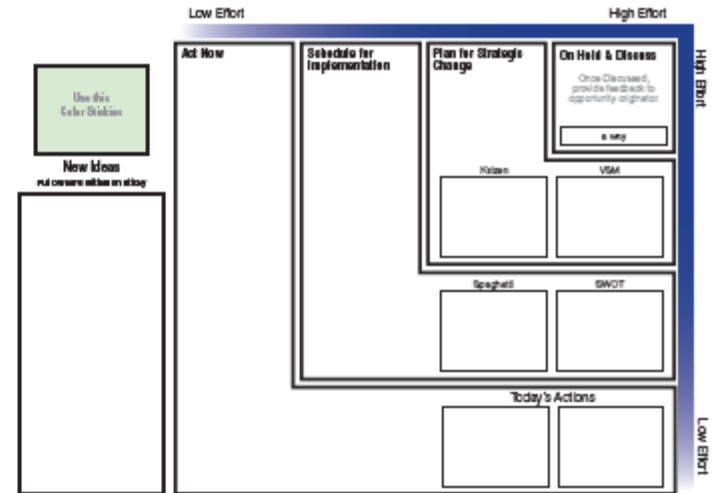 Low Effort
High Effort
Act Now
Schedule for
Implementation
Plan for Strategic
Change
On Hold & Discuss
Once Discussed,
provide feedback to
opportunity originator.
High Effort
Use this
Color Stickies
New Ideas
Kaizen
VSM
Spaghetti
SWOT
Today's Actions
Low Effort